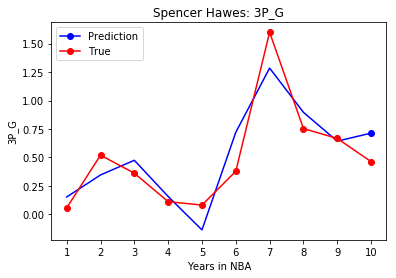 Spencer Hawes: 3P_G
Prediction
True
1.50
1.25
1.00
0.75
0.50
0.25
0.00
3P_G
1 2 3 4 5 6 7 8 9 10
Years in NBA